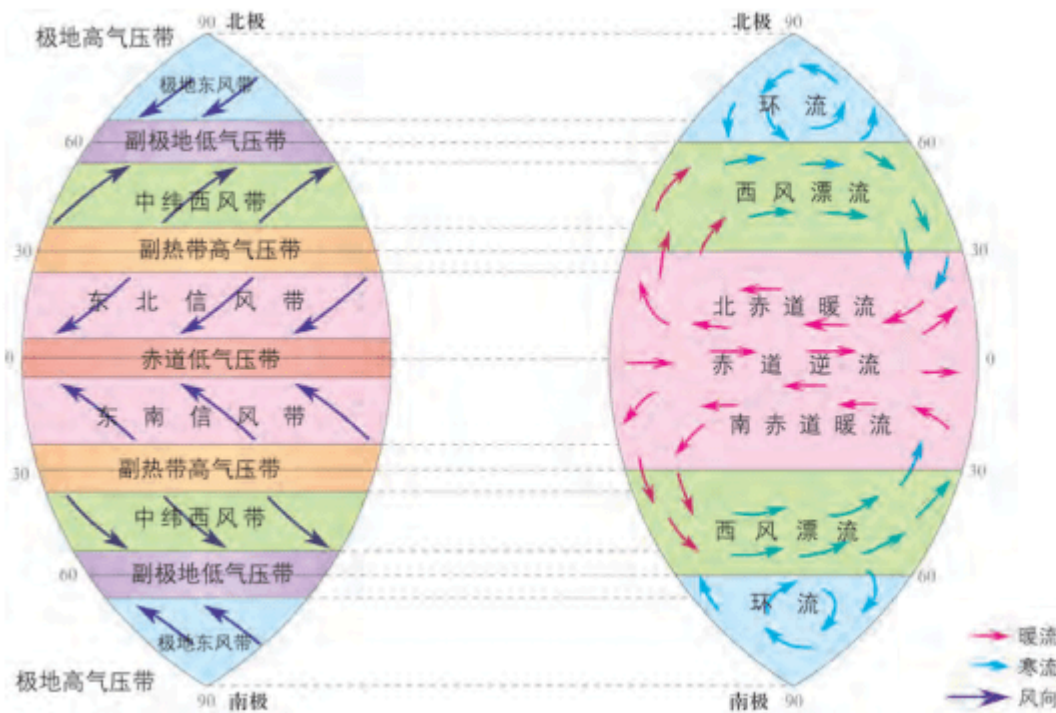 90 北极
极地高气压带
极地东风带
60
副极地低气压带
中纬西风带
30
副热带高气压带
东北信风带
0
赤道低气压带
东南信风带
30
副热带高气压带
中纬西风带
60
副极地低气压带
极地东风带
极地高气压带
90 南极
北极 90
环流
60
西风漂流
30
北赤道暖流
赤道逆流
0
南赤道暖流
30
西风漂流
60
环流
南极 90
暖流
寒流
风向